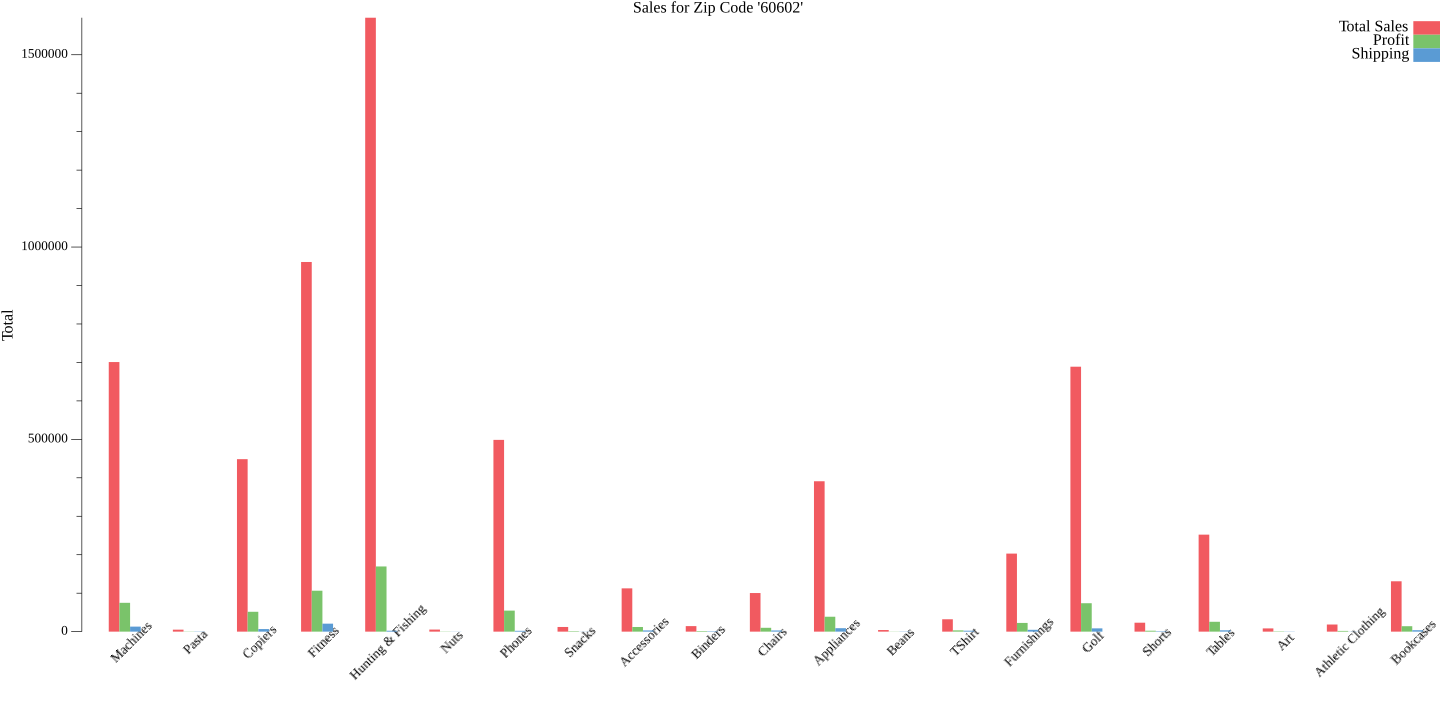 Sales for Zip Code '60602'
Total Sales
Profit
Shipping
Total
1500000
1000000
500000
0
Machines
Pasta
Copiers
Fitness
Hunting & Fishing
Nuts
Phones
Snacks
Accessories
Binders
Chairs
Appliances
Beans
TShirt
Furnishings
Golf
Shorts
Tables
Art
Athletic Clothing
Bookcases